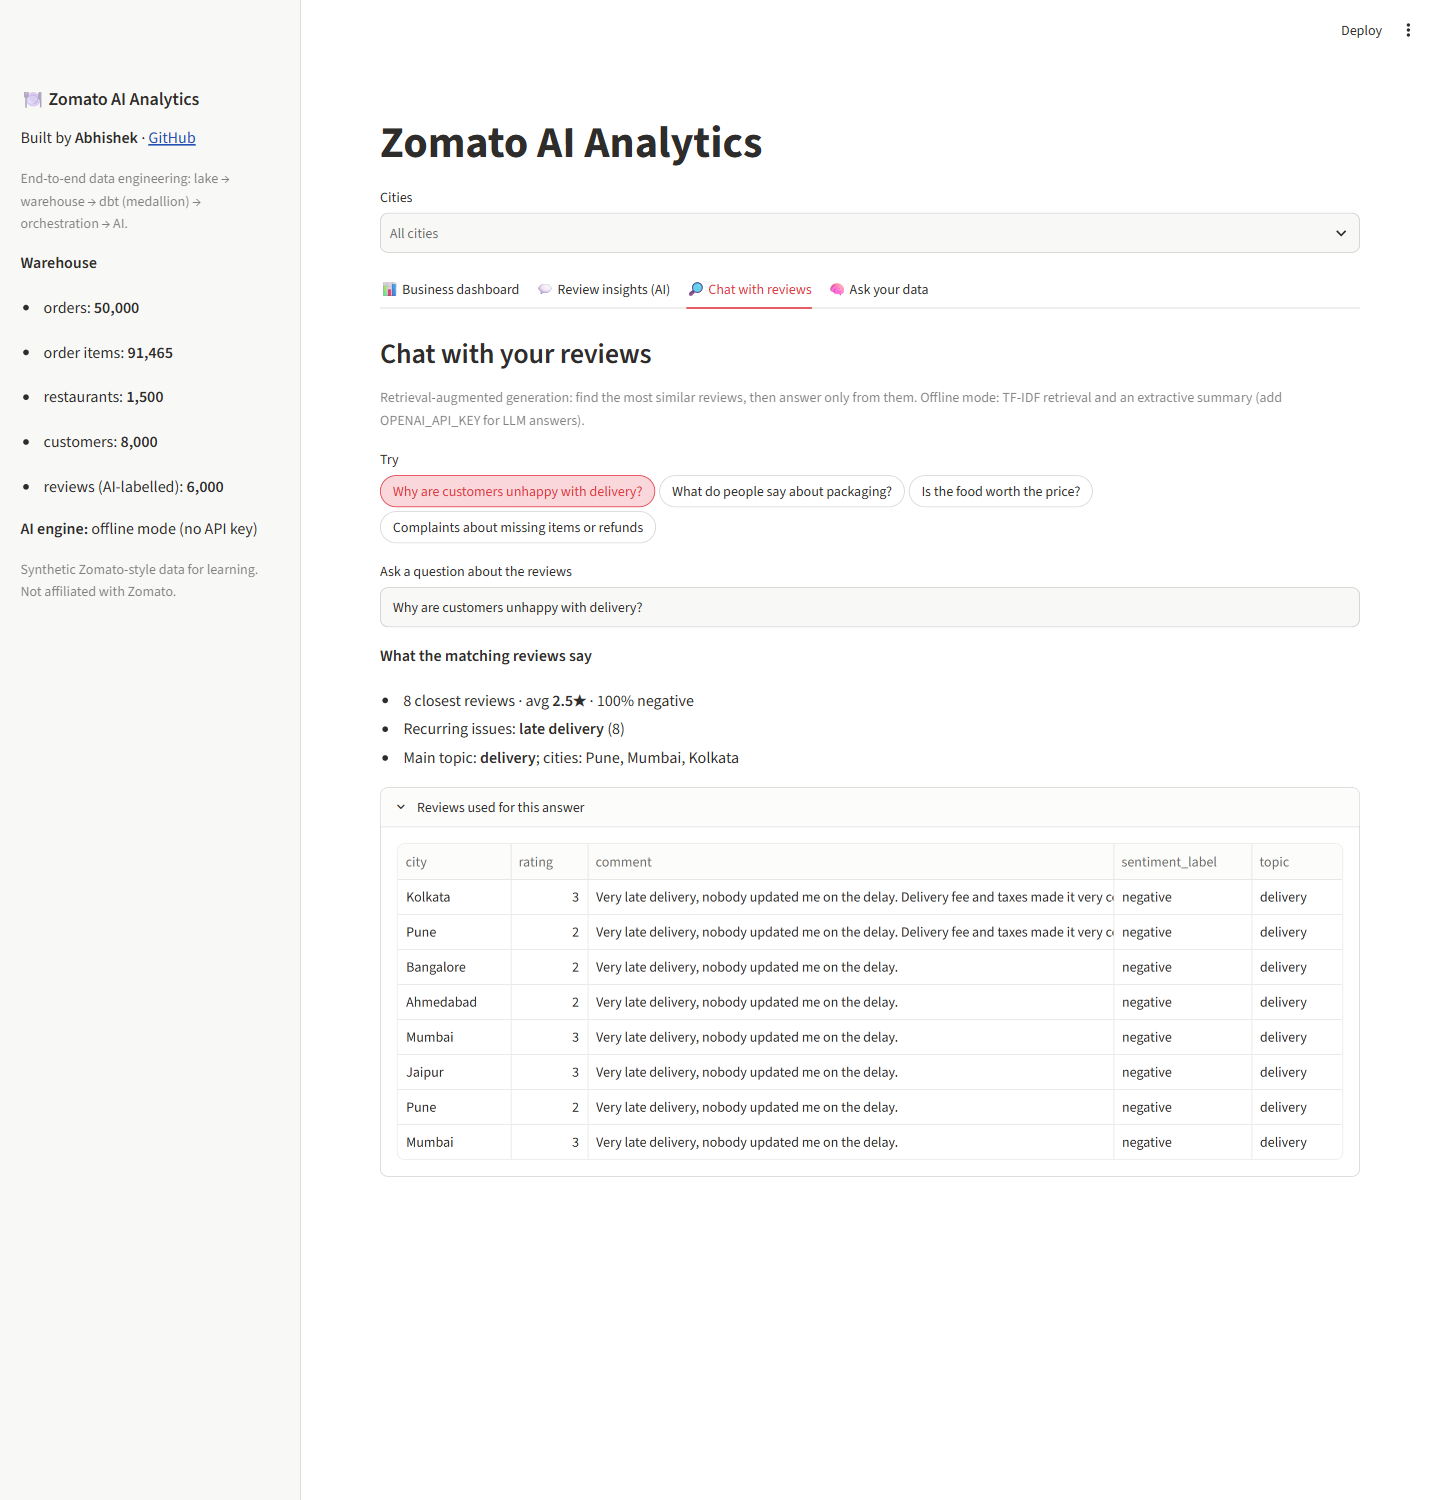 Deploy
Zomato AI Analytics
Built by Abhishek · GitHub
End-to-end data engineering: lake →
warehouse → dbt (medallion) →
orchestration → AI.
Warehouse
• orders: 50,000
• order items: 91,465
• restaurants: 1,500
• customers: 8,000
• reviews (AI-labelled): 6,000
AI engine: offline mode (no API key)
Synthetic Zomato-style data for learning.
Not affiliated with Zomato.
Zomato AI Analytics
Cities
All cities
Business dashboard Review insights (AI) Chat with reviews Ask your data
Chat with your reviews
Retrieval-augmented generation: find the most similar reviews, then answer only from them. Offline mode: TF-IDF retrieval and an extractive summary (add
OPENAI_API_KEY for LLM answers).
Try
Why are customers unhappy with delivery? What do people say about packaging? Is the food worth the price?
Complaints about missing items or refunds
Ask a question about the reviews
Why are customers unhappy with delivery?
What the matching reviews say
• 8 closest reviews · avg 2.5★ · 100% negative
• Recurring issues: late delivery (8)
• Main topic: delivery; cities: Pune, Mumbai, Kolkata
Reviews used for this answer
city rating comment sentiment_label topic
Kolkata 3 Very late delivery, nobody updated me on the delay. Delivery fee and taxes made it very negative delivery
Pune 2 Very late delivery, nobody updated me on the delay. Delivery fee and taxes made it very negative delivery
Bangalore 2 Very late delivery, nobody updated me on the delay. negative delivery
Ahmedabad 2 Very late delivery, nobody updated me on the delay. negative delivery
Mumbai 3 Very late delivery, nobody updated me on the delay. negative delivery
Jaipur 3 Very late delivery, nobody updated me on the delay. negative delivery
Pune 2 Very late delivery, nobody updated me on the delay. negative delivery
Mumbai 3 Very late delivery, nobody updated me on the delay. negative delivery